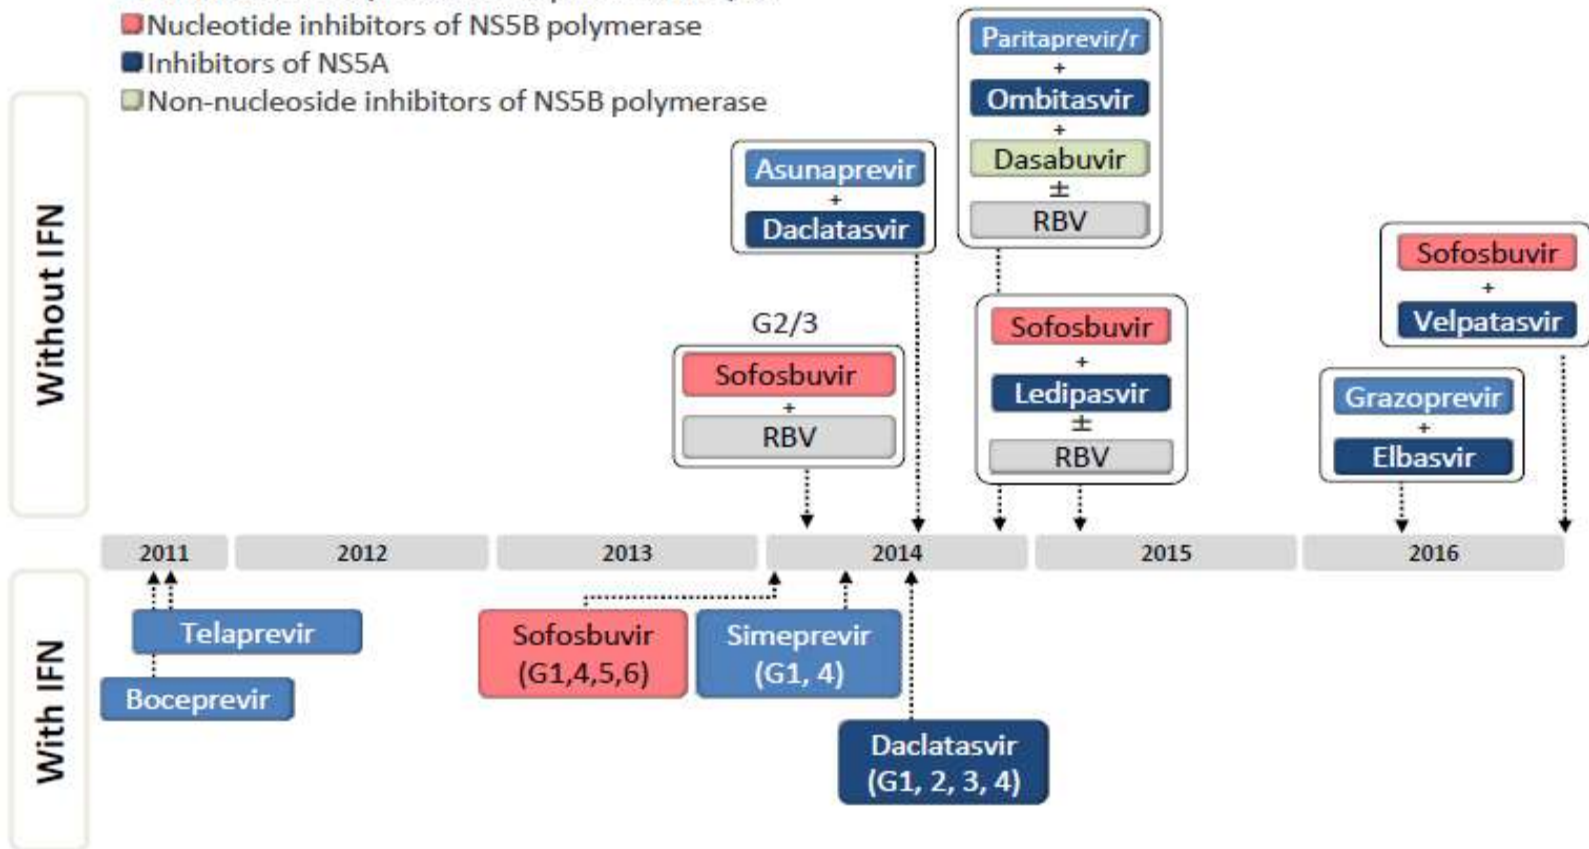 Nucleotide inhibitors of NS5B polymerase
Inhibitors of NS5A
Non-nucleoside inhibitors of NS5B polymerase
Without IFN
Paritaprevir/r
+
Ombitasvir
+
Dasabuvir
±
RBV
Asunaprevir
+
Daclatasvir
G2/3
Sofosbuvir
+
RBV
Sofosbuvir
+
Ledipasvir
±
RBV
Sofosbuvir
+
Velpatasvir
Grazoprevir
+
Elbasvir
2011
2012
2013
2014
2015
2016
With IFN
Telaprevir
Boceprevir
Sofosbuvir
(G1,4,5,6)
Simeprevir
(G1, 4)
Daclatasvir
(G1, 2, 3, 4)